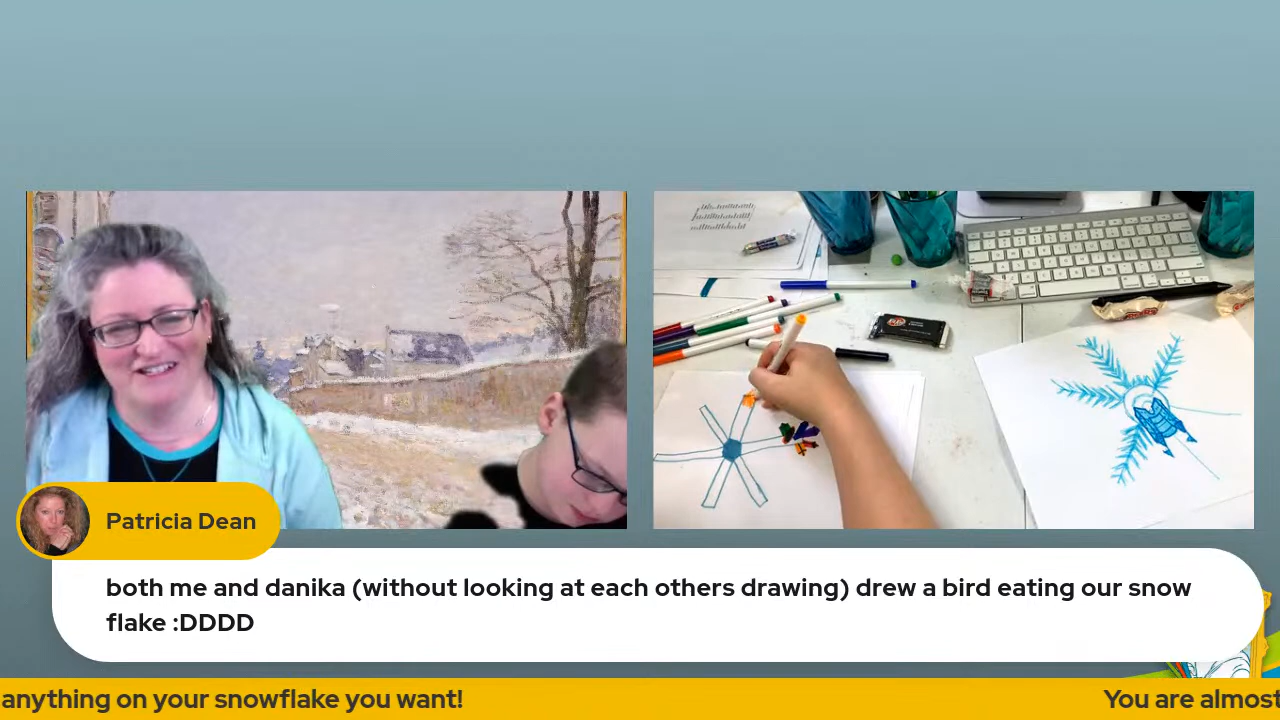 Patricia Dean
both me and danika (without looking at each others drawing) drew a bird eating our snow
flake :DDDD
anything on your snowflake you want!
You are almost